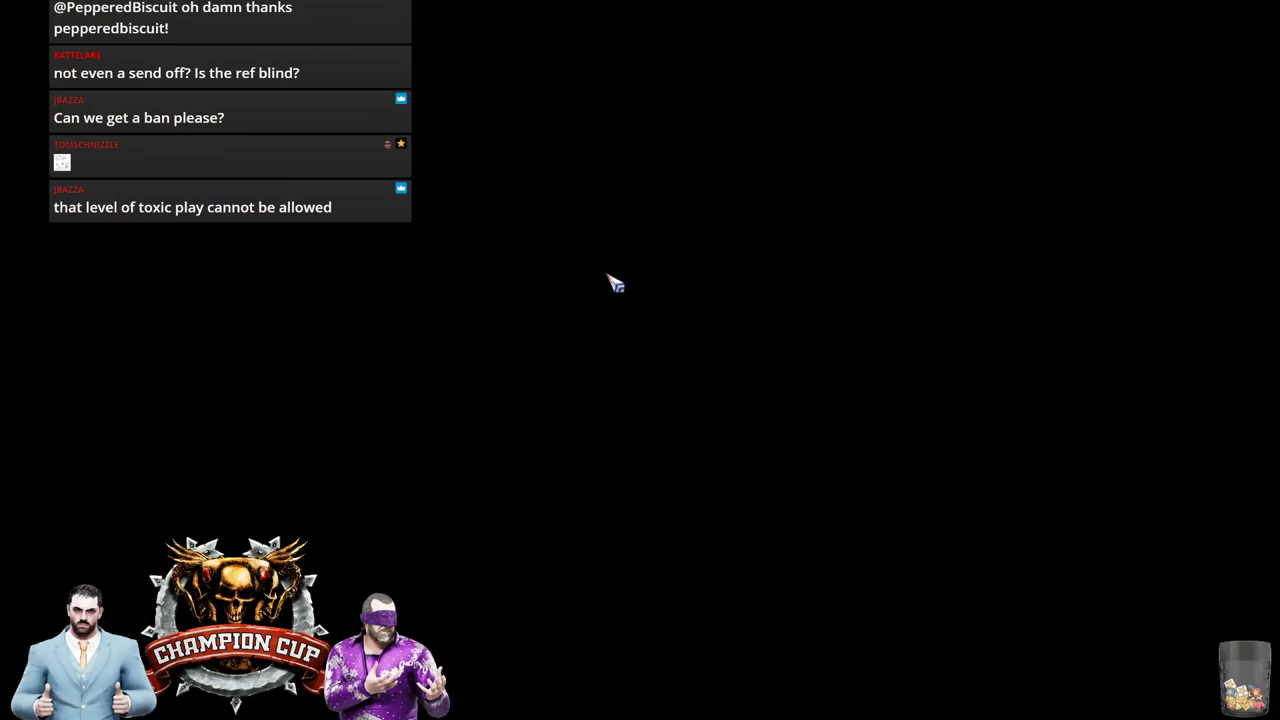 @PepperedBiscuit oh damn thanks
pepperedbiscuit!
KATTELARS
not even a send off? Is the ref blind?
JBAZZA
Can we get a ban please?
TOMSCHNIZZLE
JBAZZA
that level of toxic play cannot be allowed
CHAMPION CUP